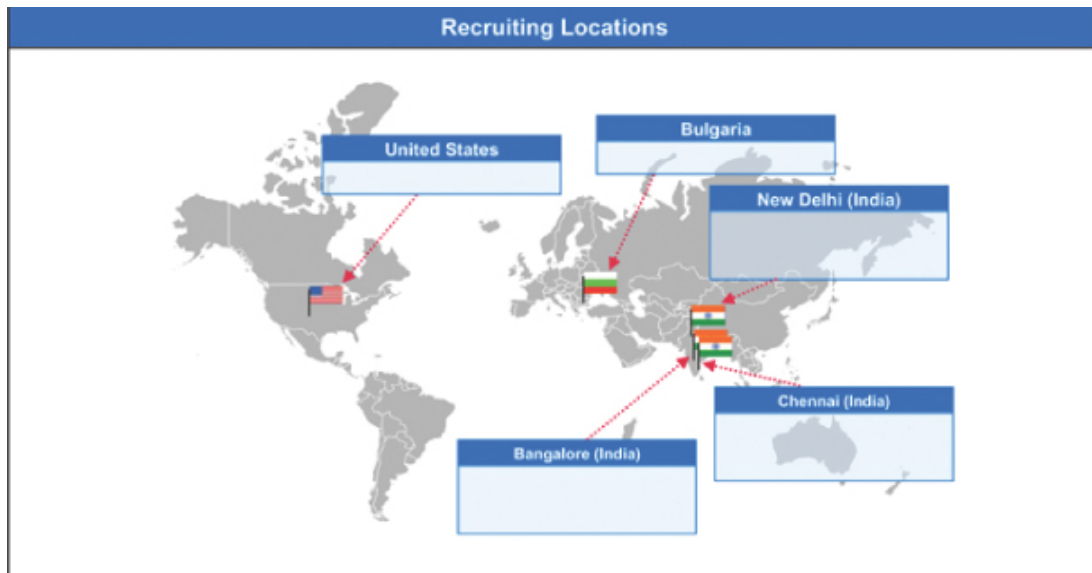 Recruiting Locations
Bulgaria
United States
New Delhi (India)
Chennai (India)
Bangalore (India)